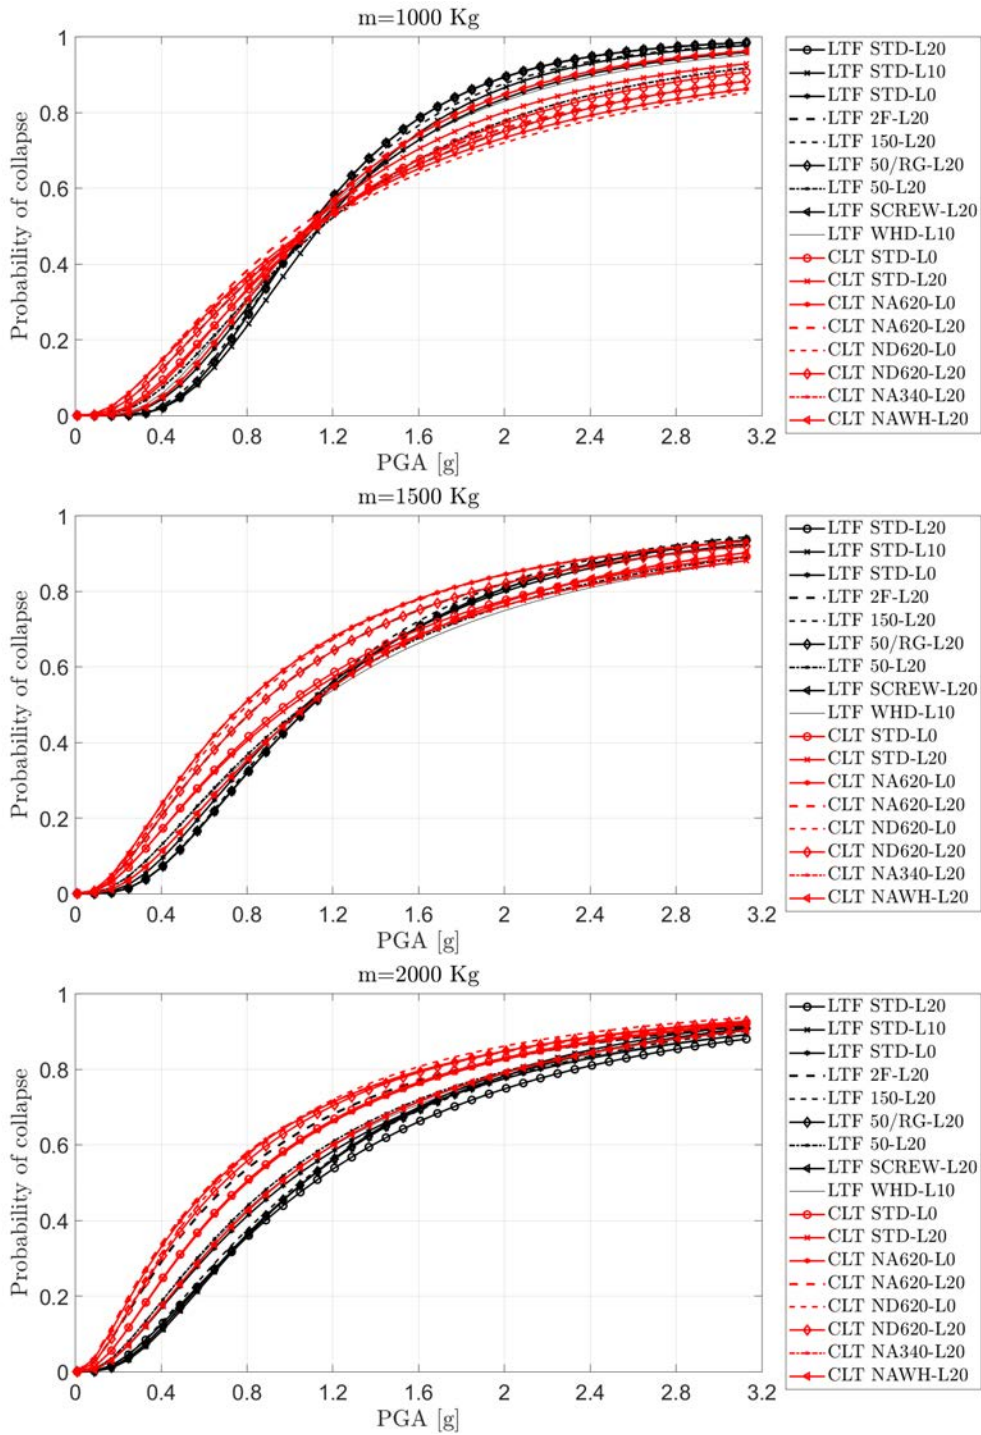 m=1000 Kg
Probability of collapse
1
0.8
0.6
0.4
0.2
0
0 0.4 0.8 1.2 1.6 2 2.4 2.8 3.2
PGA [g]
LTF STD-L20
LTF STD-L10
LTF STD-L0
LTF 2F-L20
LTF 150-L20
LTF 50/RG-L20
LTF 50-L20
LTF SCREW-L20
LTF WHD-L10
CLT STD-L0
CLT STD-L20
CLT NA620-L0
CLT NA620-L20
CLT ND620-L0
CLT ND620-L20
CLT NA340-L20
CLT NAWH-L20
m=1500 Kg
Probability of collapse
1
0.8
0.6
0.4
0.2
0
0 0.4 0.8 1.2 1.6 2 2.4 2.8 3.2
PGA [g]
LTF STD-L20
LTF STD-L10
LTF STD-L0
LTF 2F-L20
LTF 150-L20
LTF 50/RG-L20
LTF 50-L20
LTF SCREW-L20
LTF WHD-L10
CLT STD-L0
CLT STD-L20
CLT NA620-L0
CLT NA620-L20
CLT ND620-L0
CLT ND620-L20
CLT NA340-L20
CLT NAWH-L20
m=2000 Kg
Probability of collapse
1
0.8
0.6
0.4
0.2
0
0 0.4 0.8 1.2 1.6 2 2.4 2.8 3.2
PGA [g]
LTF STD-L20
LTF STD-L10
LTF STD-L0
LTF 2F-L20
LTF 150-L20
LTF 50/RG-L20
LTF 50-L20
LTF SCREW-L20
LTF WHD-L10
CLT STD-L0
CLT STD-L20
CLT NA620-L0
CLT NA620-L20
CLT ND620-L0
CLT ND620-L20
CLT NA340-L20
CLT NAWH-L20